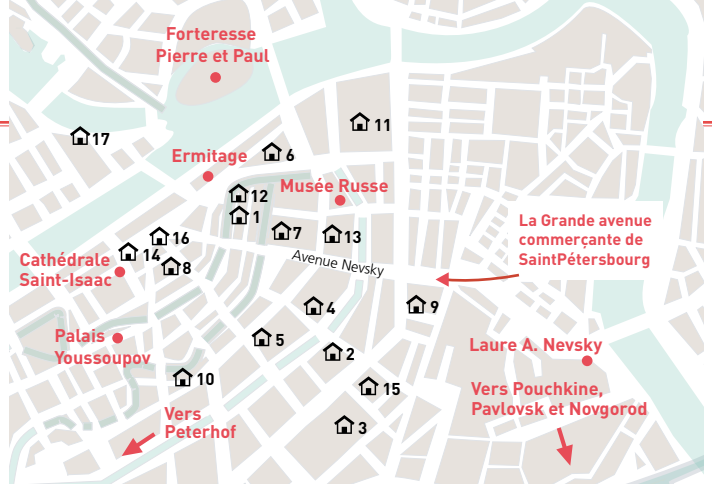 Forteresse
Pierre et Paul
11
17
6
Ermitage
12
Musée Russe
1
7
13
16
14
8
La Grande avenue
commerçante de
SaintPétersbourg
Cathédrale
Saint-Isaac
Avenue Nevsky
4
9
5
2
Palais
Youssoupov
Laure A. Nevsky
10
15
Vers Pouchkine,
Pavlovsk et Novgorod
Vers
Peterhof
3